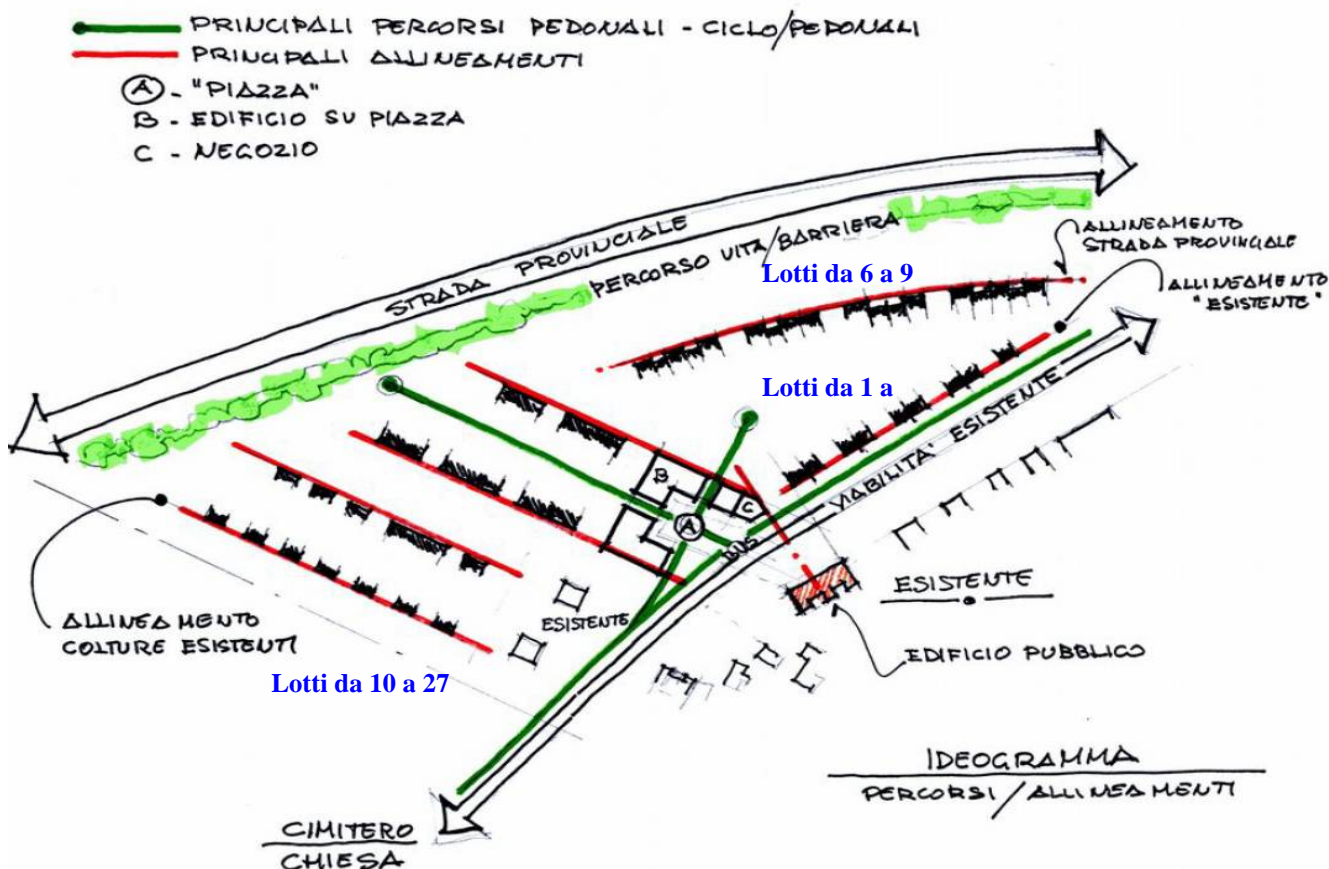 PRINCIPALI PERCORSI PEDONALI - CICLO/PEDONALI
PRINCIPALI ALLINEAMENTI
A - "PIAZZA"
B - EDIFICIO SU PIAZZA
C - NEGOZIO
STRADA PROVINCIALE
PERCORSO VITA/BARRIERA
ALLINEAMENTO
STRADA PROVINCIALE
Lotti da 6 a 9
ALLINEAMENTO
"ESISTENTE"
Lotti da 1 a
VIABILITA' ESISTENTE
B
C
A
BUS
ESISTENTE
ESISTENTE
ALLINEAMENTO
COLTURE ESISTENTI
EDIFICIO PUBBLICO
Lotti da 10 a 27
IDEOGRAMMA
PERCORSI / ALLINEAMENTI
CIMITERO
CHIESA